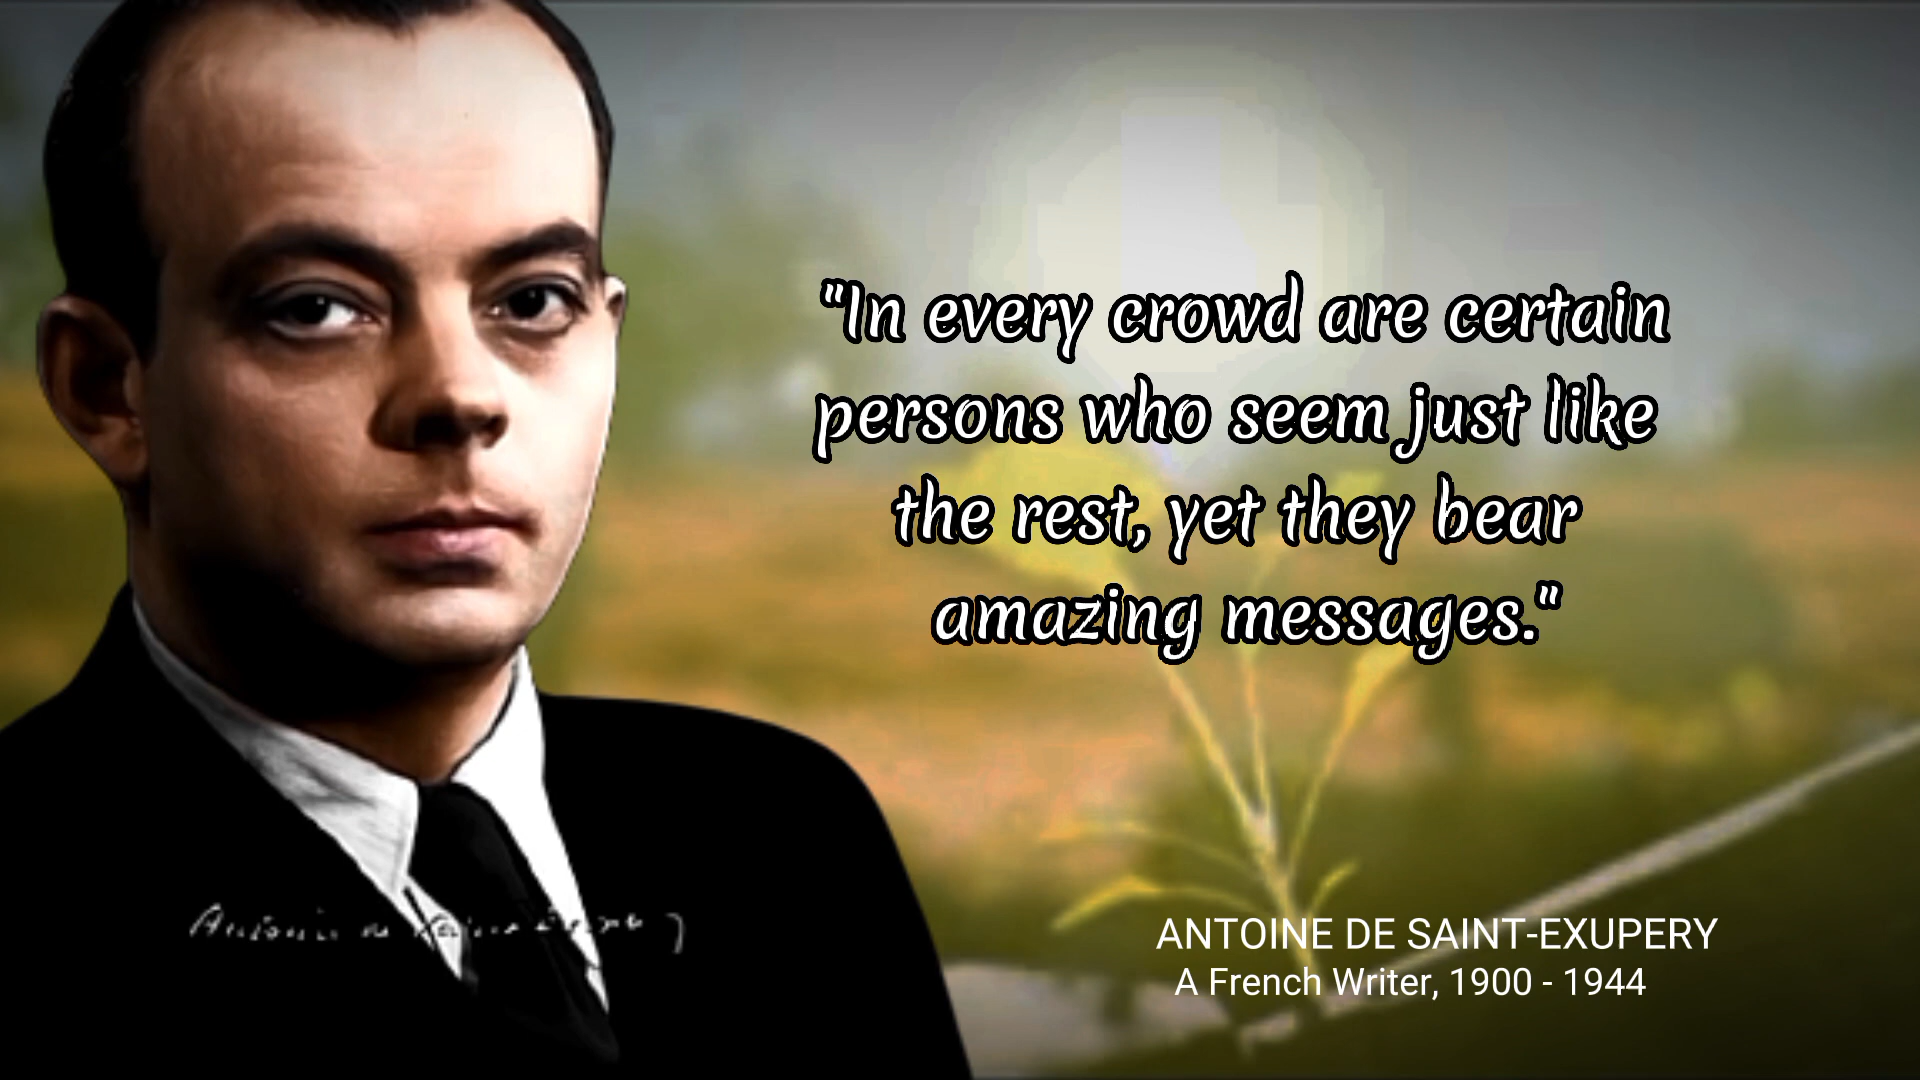 "In every crowd are certain
persons who seem just like
the rest, yet they bear
amazing messages."
ANTOINE DE SAINT-EXUPERY
A French Writer, 1900 - 1944